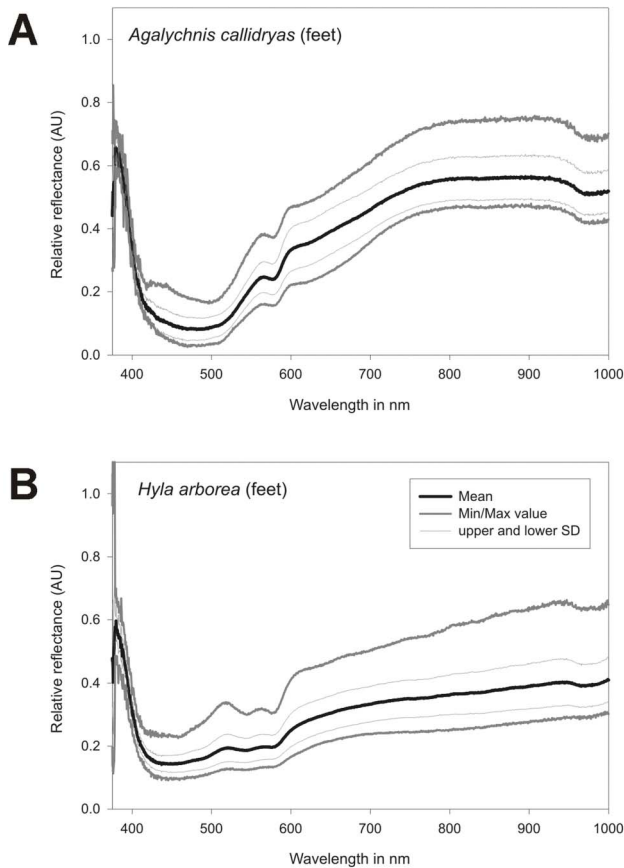 A
Agalychnis callidryas (feet)
Relative reflectance (AU)
1.0
0.8
0.6
0.4
0.2
0.0
400 500 600 700 800 900 1000
Wavelength in nm
B
Hyla arborea (feet)
Mean
Min/Max value
upper and lower SD
Relative reflectance (AU)
1.0
0.8
0.6
0.4
0.2
0.0
400 500 600 700 800 900 1000
Wavelength in nm